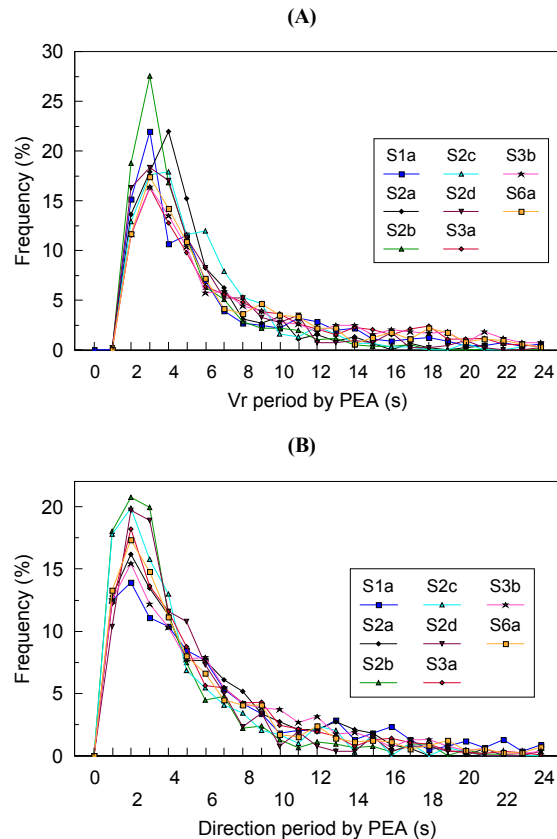 (A)
30
25
20
15
10
5
0
Frequency (%)
S1a S2c S3b
S2a S2d S6a
S2b S3a
0 2 4 6 8 10 12 14 16 18 20 22 24
Vr period by PEA (s)
(B)
20
15
10
5
0
Frequency (%)
S1a S2c S3b
S2a S2d S6a
S2b S3a
0 4 8 12 16 20 24
2 6 10 14 18 22
Direction period by PEA (s)